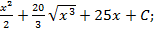 x²/2 + 20/3 √x³ + 25x + C;